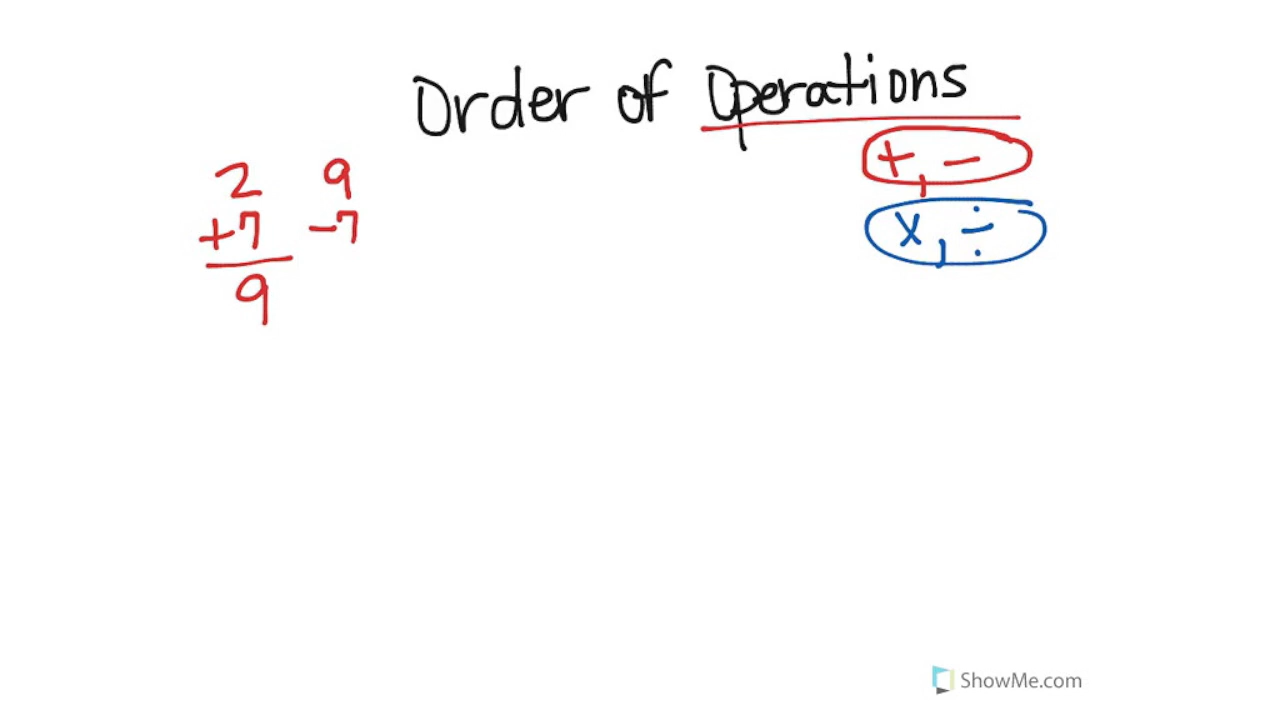 Order of Operations
+, −
x, ÷
2 9
+7 −7
9
ShowMe.com